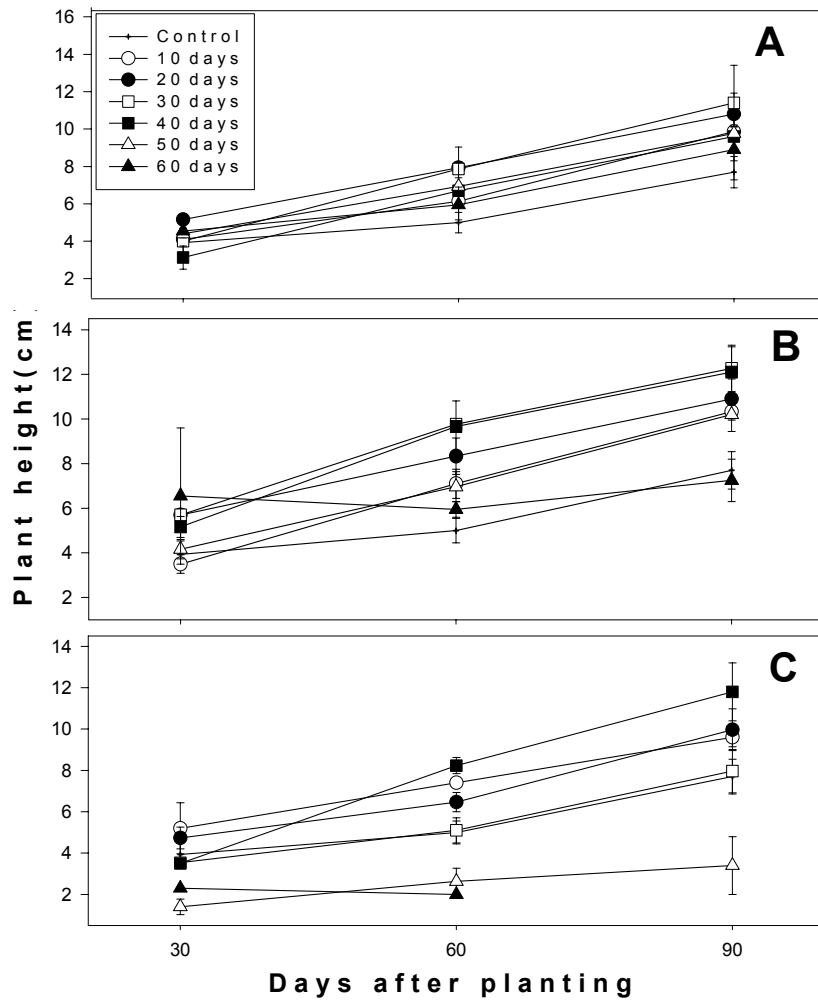 16
14
12
10
8
6
4
2
Control
10 days
20 days
30 days
40 days
50 days
60 days
A
14
12
10
8
6
4
2
B
Plant height(cm)
14
12
10
8
6
4
2
C
30 60 90
Days after planting